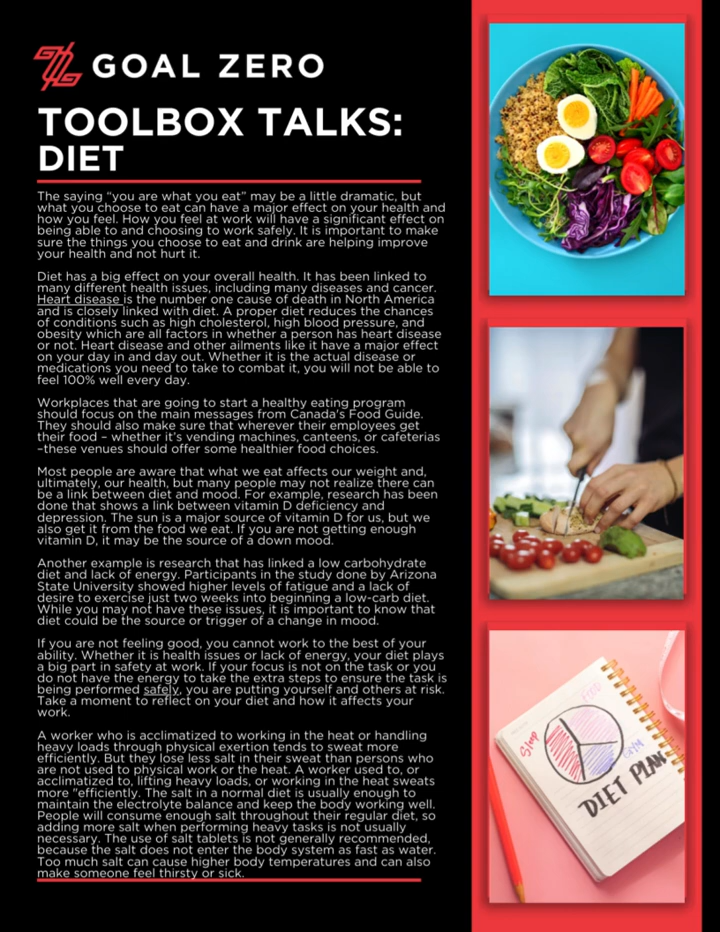 GOAL ZERO
TOOLBOX TALKS:
DIET
The saying “you are what you eat” may be a little dramatic, but
what you choose to eat can have a major effect on your health and
how you feel. How you feel at work will have a significant effect on
being able to and choosing to work safely. It is important to make
sure the things you choose to eat and drink are helping improve
your health and not hurt it.
Diet has a big effect on your overall health. It has been linked to
many different health issues, including many diseases and cancer.
Heart disease is the number one cause of death in North America
and is closely linked with diet. A proper diet reduces the chances
of conditions such as high cholesterol, high blood pressure, and
obesity which are all factors in whether a person has heart disease
or not. Heart disease and other ailments like it have a major effect
on your day in and day out. Whether it is the actual disease or
medications you need to take to combat it, you will not be able to
feel 100% well every day.
Workplaces that are going to start a healthy eating program
should focus on the main messages from Canada's Food Guide.
They should also make sure that wherever their employees get
their food – whether it's vending machines, canteens, or cafeterias
–these venues should offer some healthier food choices.
Most people are aware that what we eat affects our weight and,
ultimately, our health, but many people may not realize there can
be a link between diet and mood. For example, research has been
done that shows a link between vitamin D deficiency and
depression. The sun is a major source of vitamin D for us, but we
also get it from the food we eat. If you are not getting enough
vitamin D, it may be the source of a down mood.
Another example is research that has linked a low carbohydrate
diet and lack of energy. Participants in the study done by Arizona
State University showed higher levels of fatigue and a lack of
desire to exercise just two weeks into beginning a low-carb diet.
While you may not have these issues, it is important to know that
diet could be the source or trigger of a change in mood.
If you are not feeling good, you cannot work to the best of your
ability. Whether it is health issues or lack of energy, your diet plays
a big part in safety at work. If your focus is not on the task or you
do not have the energy to take the extra steps to ensure the task is
being performed safely, you are putting yourself and others at risk.
Take a moment to reflect on your diet and how it affects your
work.
A worker who is acclimatized to working in the heat or handling
heavy loads through physical exertion tends to sweat more
efficiently. But they lose less salt in their sweat than persons who
are not used to physical work or the heat. A worker used to, or
acclimatized to, lifting heavy loads, or working in the heat sweats
more "efficiently. The salt in a normal diet is usually enough to
maintain the electrolyte balance and keep the body working well.
People will consume enough salt throughout their regular diet, so
adding more salt when performing heavy tasks is not usually
necessary. The use of salt tablets is not generally recommended,
because the salt does not enter the body system as fast as water.
Too much salt can cause higher body temperatures and can also
make someone feel thirsty or sick.
FOOD
Sleep
GYM
DIET PLAN